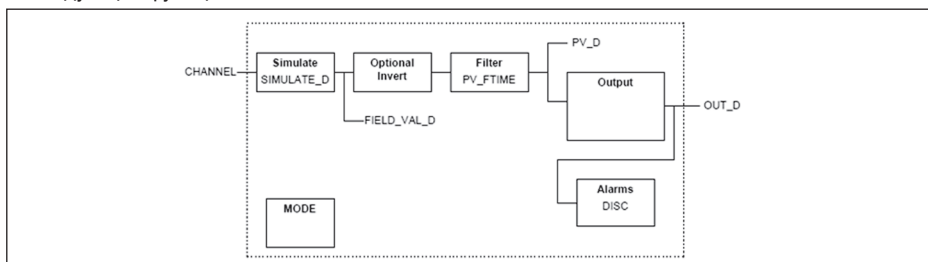 PV_D
Simulate
SIMULATE_D
Optional
Invert
Filter
PV_FTIME
CHANNEL
Output
OUT_D
FIELD_VAL_D
Alarms
DISC
MODE